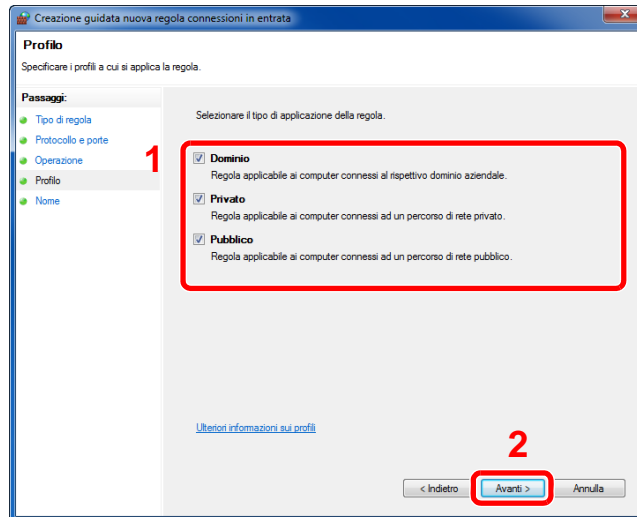 Creazione guidata nuova regola connessioni in entrata
Profilo
Specificare i profili a cui si applica la regola.
Passaggi:
Tipo di regola
Protocollo e porte
Operazione
Profilo
Nome
Selezionare il tipo di applicazione della regola.
1
Dominio
Regola applicabile ai computer connessi al rispettivo dominio aziendale.
Privato
Regola applicabile ai computer connessi ad un percorso di rete privato.
Pubblico
Regola applicabile ai computer connessi ad un percorso di rete pubblico.
Ulteriori informazioni sui profili
2
< Indietro
Avanti >
Annulla